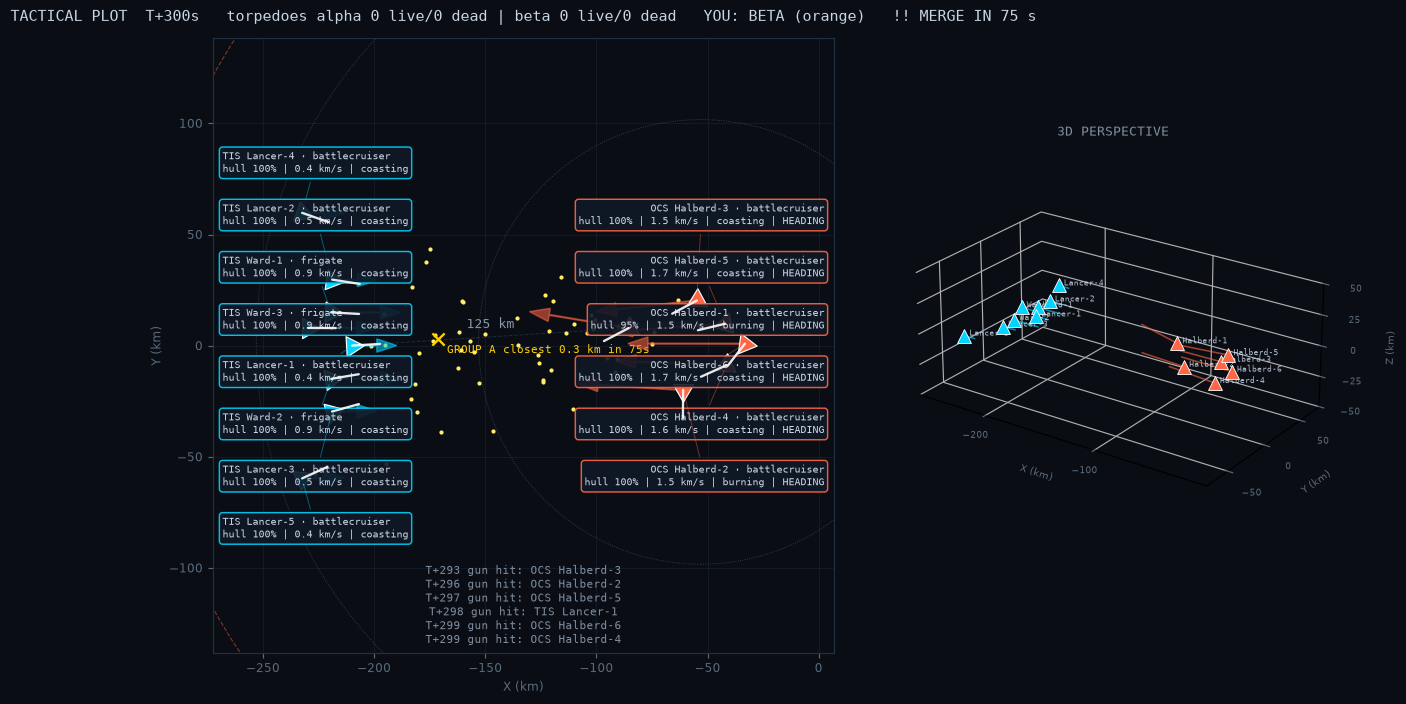 TACTICAL PLOT  T+300s   torpedoes alpha 0 live/0 dead | beta 0 live/0 dead   YOU: BETA (orange)   !! MERGE IN 75 s
3D PERSPECTIVE
TIS Lancer-4 · battlecruiser
hull 100% | 0.4 km/s | coasting
TIS Lancer-2 · battlecruiser
hull 100% | 0.5 km/s | coasting
TIS Ward-1 · frigate
hull 100% | 0.9 km/s | coasting
TIS Ward-3 · frigate
hull 100% | 0.9 km/s | coasting
TIS Lancer-1 · battlecruiser
hull 100% | 0.4 km/s | coasting
TIS Ward-2 · frigate
hull 100% | 0.9 km/s | coasting
TIS Lancer-3 · battlecruiser
hull 100% | 0.5 km/s | coasting
TIS Lancer-5 · battlecruiser
hull 100% | 0.4 km/s | coasting
125 km
GROUP A closest 0.3 km in 75s
OCS Halberd-3 · battlecruiser
hull 100% | 1.5 km/s | coasting | HEADING
OCS Halberd-5 · battlecruiser
hull 100% | 1.7 km/s | coasting | HEADING
OCS Halberd-1 · battlecruiser
hull 95% | 1.5 km/s | burning | HEADING
OCS Halberd-6 · battlecruiser
hull 100% | 1.7 km/s | coasting | HEADING
OCS Halberd-4 · battlecruiser
hull 100% | 1.6 km/s | coasting | HEADING
OCS Halberd-2 · battlecruiser
hull 100% | 1.5 km/s | burning | HEADING
T+293 gun hit: OCS Halberd-3
T+296 gun hit: OCS Halberd-2
T+297 gun hit: OCS Halberd-5
T+298 gun hit: TIS Lancer-1
T+299 gun hit: OCS Halberd-6
T+299 gun hit: OCS Halberd-4
100
50
0
−50
−100
Y (km)
−250
−200
−150
−100
−50
0
X (km)
Lancer-4
Lancer-2
Lancer-1
Halberd-1
Halberd-5
Halberd-6
Halberd-4
50
25
0
−25
−50
Z (km)
50
0
−50
Y (km)
−200
−100
X (km)